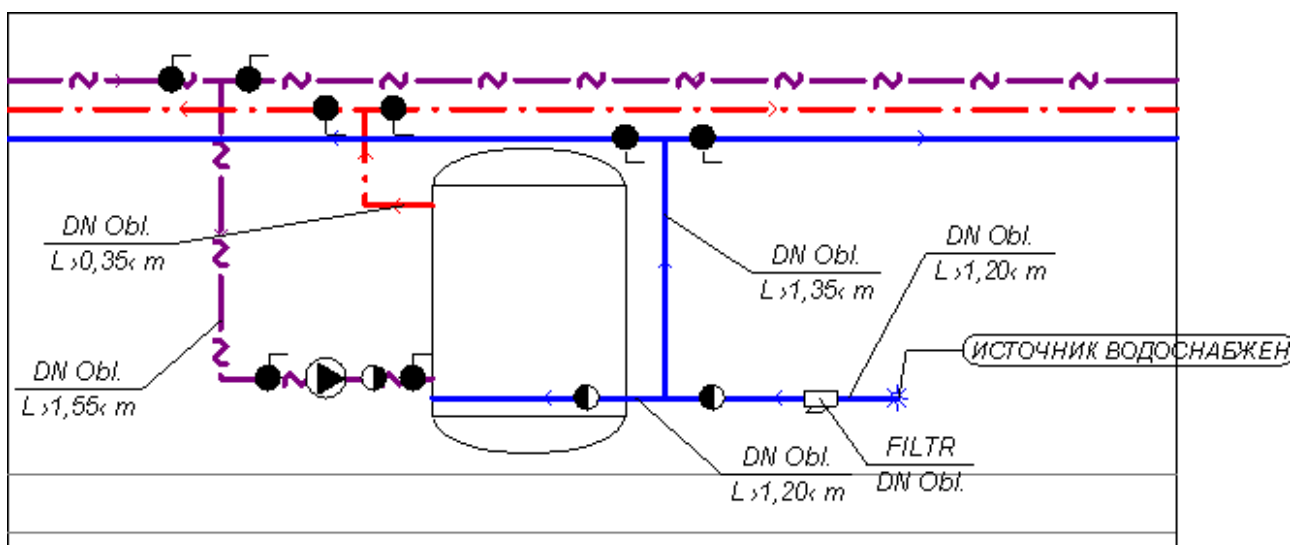 DN Obl.
L ›0,35‹ m
DN Obl.
L ›1,35‹ m
DN Obl.
L ›1,20‹ m
ИСТОЧНИК ВОДОСНАБЖЕН
DN Obl.
L ›1,55‹ m
DN Obl.
L ›1,20‹ m
FILTR
DN Obl.